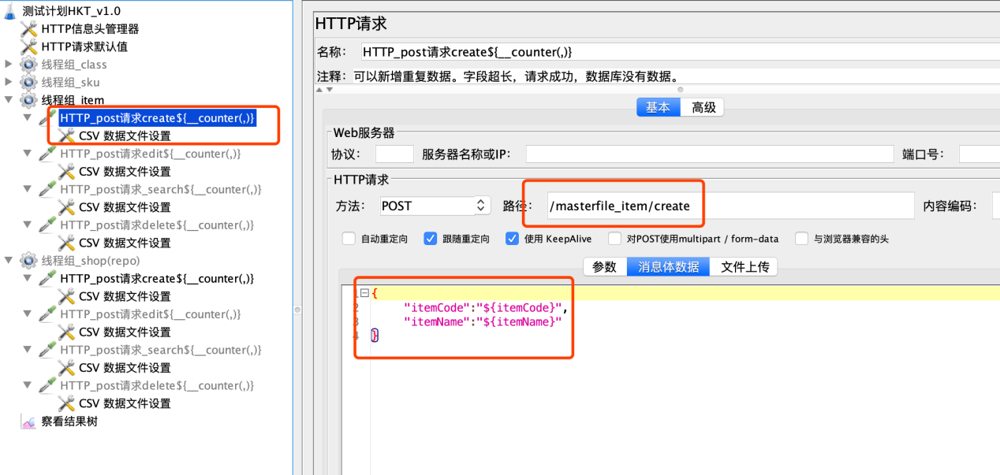 测试计划HKT_v1.0
HTTP信息头管理器
HTTP请求默认值
线程组_class
线程组_sku
线程组_item
HTTP_post请求create${__counter(,)}
CSV 数据文件设置
HTTP_post请求edit${__counter(,)}
CSV 数据文件设置
HTTP_post请求_search${__counter(,)}
CSV 数据文件设置
HTTP_post请求delete${__counter(,)}
CSV 数据文件设置
线程组_shop(repo)
HTTP_post请求create${__counter(,)}
CSV 数据文件设置
HTTP_post请求edit${__counter(,)}
CSV 数据文件设置
HTTP_post请求_search${__counter(,)}
CSV 数据文件设置
HTTP_post请求delete${__counter(,)}
CSV 数据文件设置
察看结果树
HTTP请求
名称： HTTP_post请求create${__counter(,)}
注释： 可以新增重复数据。字段超长，请求成功，数据库没有数据。
基本 高级
Web服务器
协议： 服务器名称或IP： 端口号：
HTTP请求
方法： POST 路径： /masterfile_item/create 内容编码：
自动重定向 跟随重定向 使用 KeepAlive 对POST使用multipart / form-data 与浏览器兼容的头
参数 消息体数据 文件上传
1 {
2 "itemCode":"${itemCode}",
3 "itemName":"${itemName}"
4 }